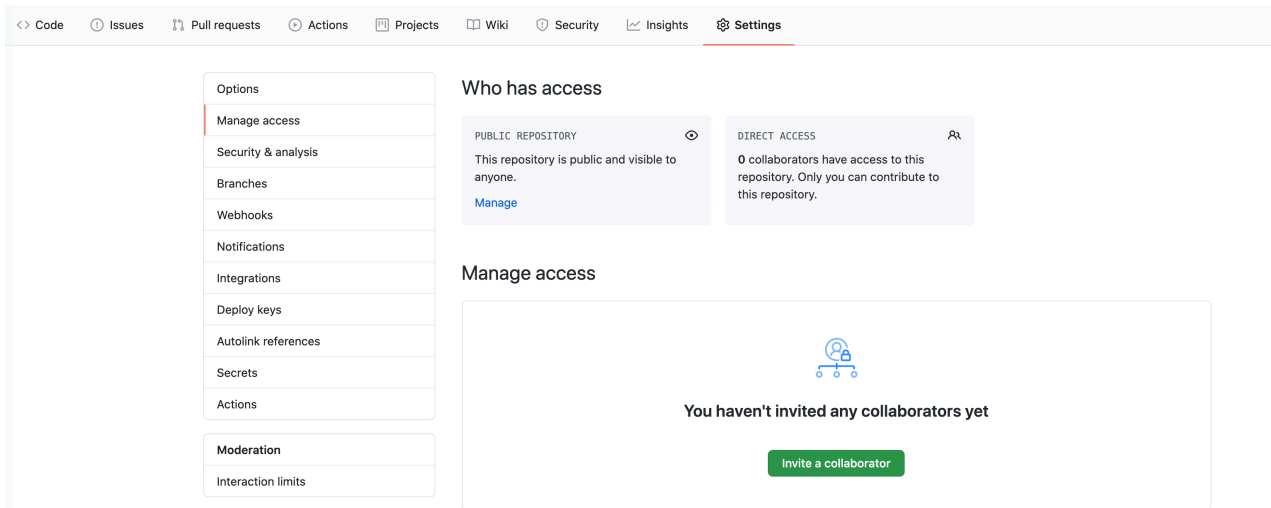 Code Issues Pull requests Actions Projects Wiki Security Insights Settings
Options
Manage access
Security & analysis
Branches
Webhooks
Notifications
Integrations
Deploy keys
Autolink references
Secrets
Actions
Moderation
Interaction limits
Who has access
PUBLIC REPOSITORY
This repository is public and visible to
anyone.
Manage
DIRECT ACCESS
0 collaborators have access to this
repository. Only you can contribute to
this repository.
Manage access
You haven't invited any collaborators yet
Invite a collaborator